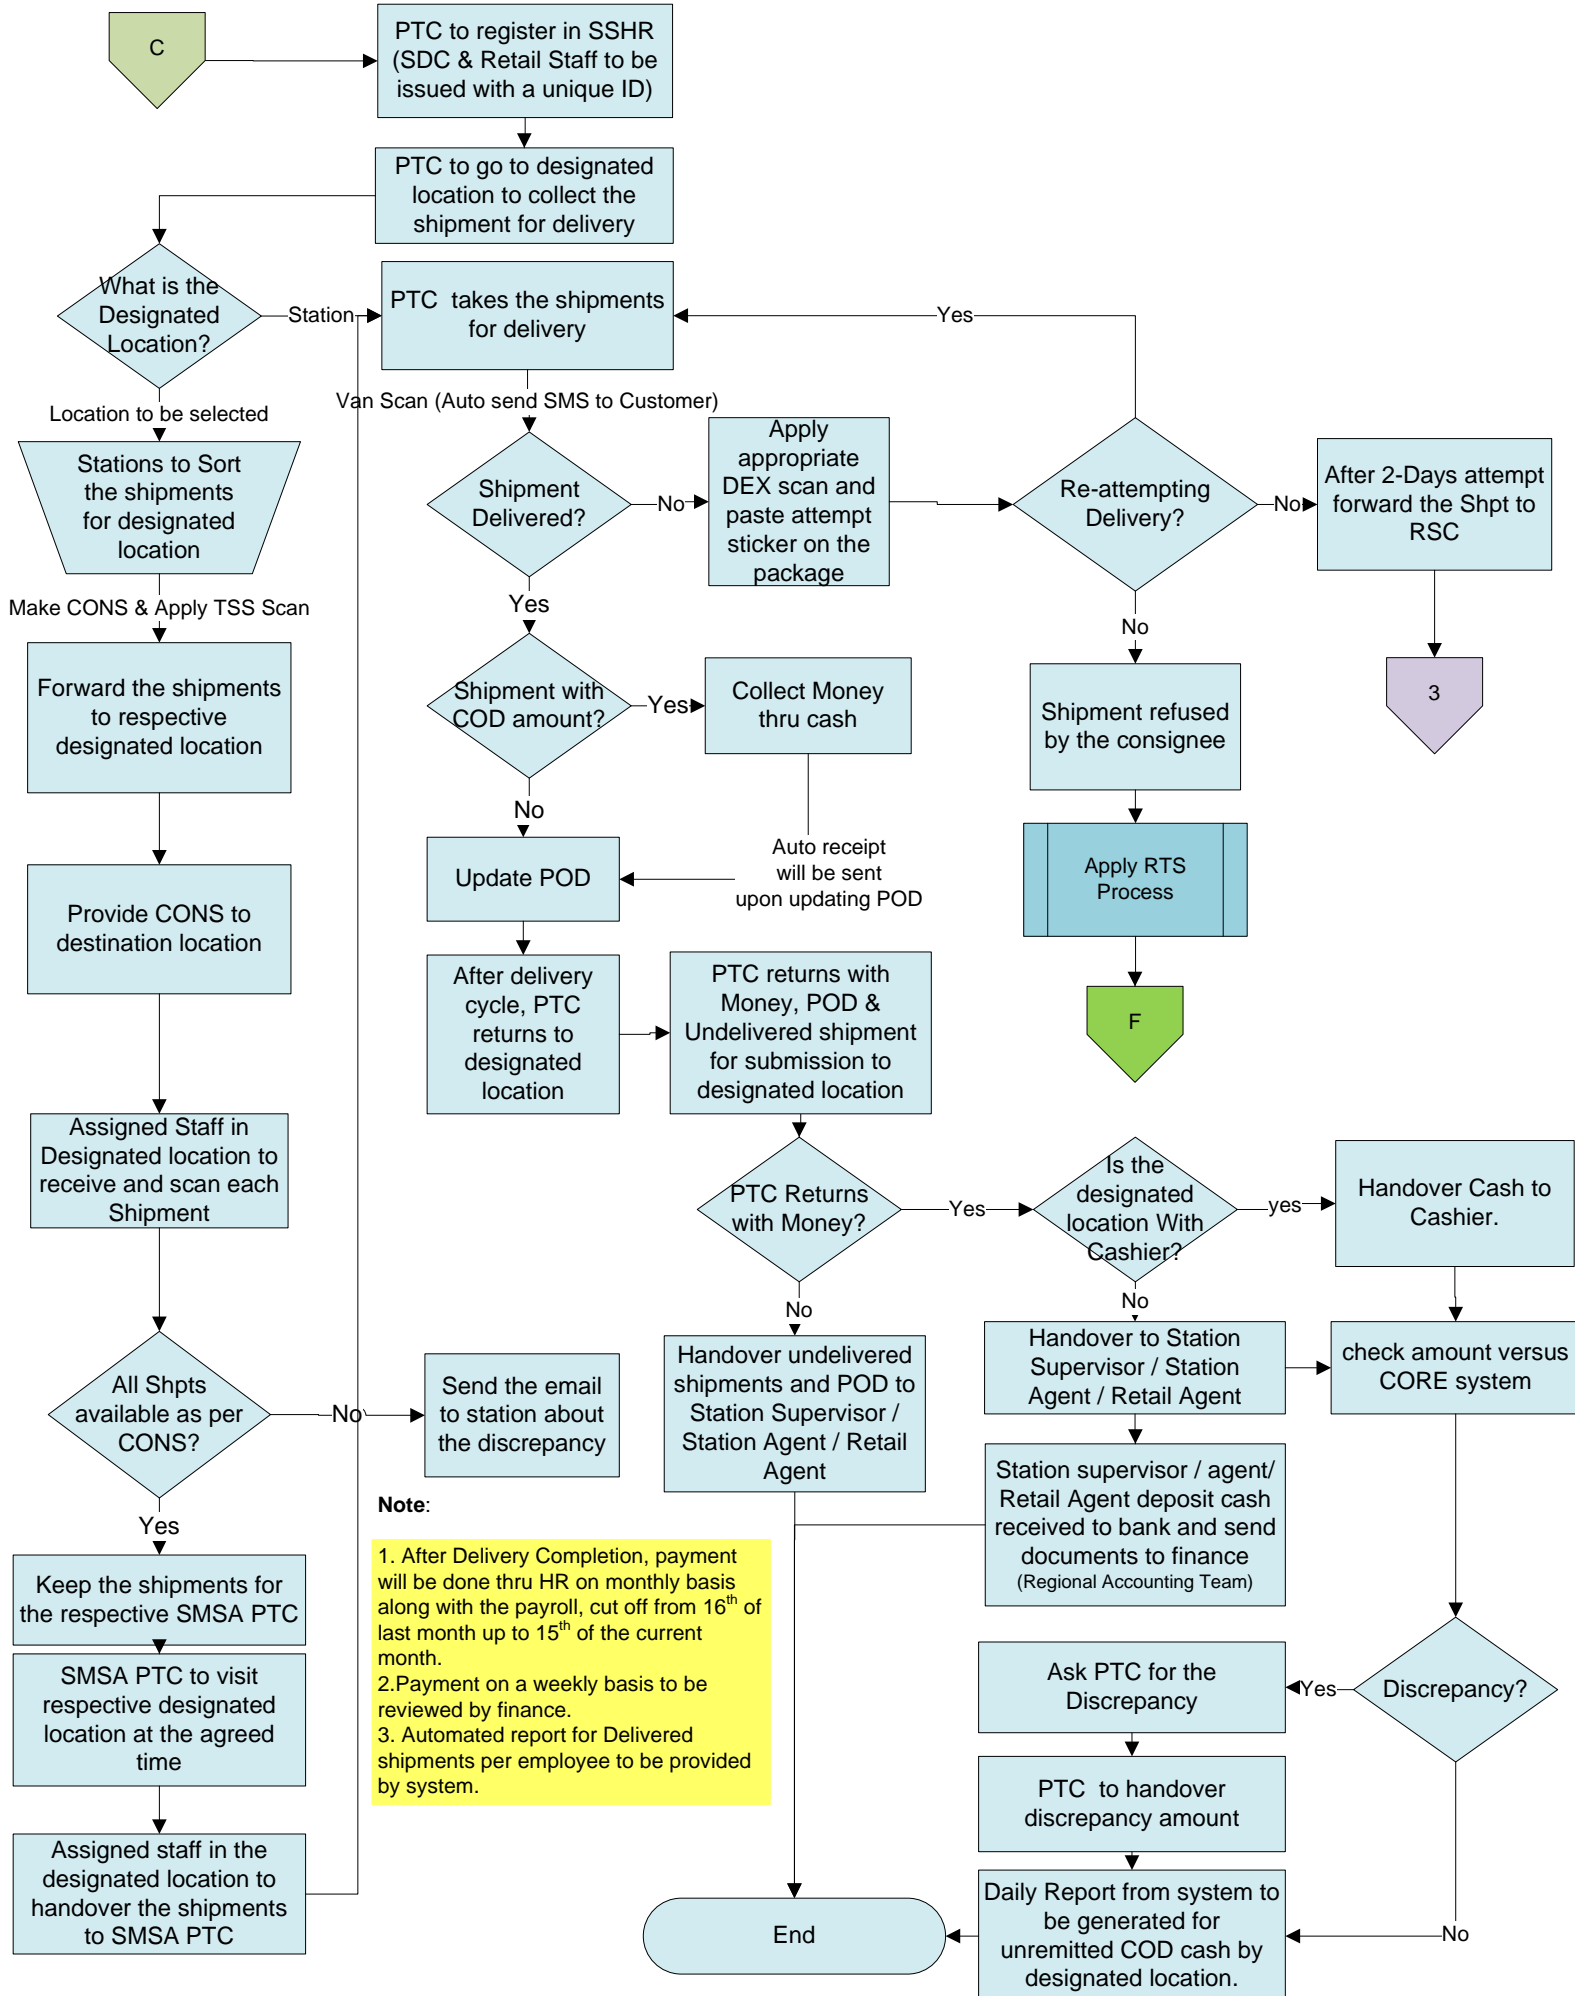 C
PTC to register in SSHR
(SDC & Retail Staff to be
issued with a unique ID)
PTC to go to designated
location to collect the
shipment for delivery
What is the
Designated
Location?
Station
PTC  takes the shipments
for delivery
Yes
Location to be selected
Van Scan (Auto send SMS to Customer)
Stations to Sort
the shipments
for designated
location
Shipment
Delivered?
No
Apply
appropriate
DEX scan and
paste attempt
sticker on the
package
Re-attempting
Delivery?
No
After 2-Days attempt
forward the Shpt to
RSC
3
Make CONS & Apply TSS Scan
Yes
No
Forward the shipments
to respective
designated location
Shipment with
COD amount?
Yes
Collect Money
thru cash
Shipment refused
by the consignee
No
Auto receipt
will be sent
upon updating POD
Update POD
Apply RTS
Process
F
Provide CONS to
destination location
After delivery
cycle, PTC
returns to
designated
location
PTC returns with
Money, POD &
Undelivered shipment
for submission to
designated location
Assigned Staff in
Designated location to
receive and scan each
Shipment
PTC Returns
with Money?
Yes
Is the
designated
location With
Cashier?
yes
Handover Cash to
Cashier.
No
No
All Shpts
available as per
CONS?
No
Send the email
to station about
the discrepancy
Handover undelivered
shipments and POD to
Station Supervisor /
Station Agent / Retail
Agent
Handover to Station
Supervisor / Station
Agent / Retail Agent
check amount versus
CORE system
Station supervisor / agent/
Retail Agent deposit cash
received to bank and send
documents to finance
(Regional Accounting Team)
Yes
Keep the shipments for
the respective SMSA PTC
SMSA PTC to visit
respective designated
location at the agreed
time
Assigned staff in the
designated location to
handover the shipments
to SMSA PTC
Note:
1. After Delivery Completion, payment
will be done thru HR on monthly basis
along with the payroll, cut off from 16th of
last month up to 15th of the current
month.
2.Payment on a weekly basis to be
reviewed by finance.
3. Automated report for Delivered
shipments per employee to be provided
by system.
Discrepancy?
Yes
Ask PTC for the
Discrepancy
PTC  to handover
discrepancy amount
No
Daily Report from system to
be generated for
unremitted COD cash by
designated location.
End